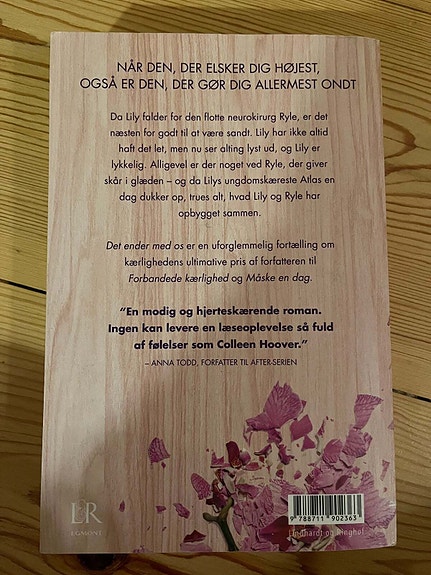 NÅR DEN, DER ELSKER DIG HØJEST,
OGSÅ ER DEN, DER GØR DIG ALLERMEST ONDT
Da Lily falder for den flotte neurokirurg Ryle, er det
næsten for godt til at være sandt. Lily har ikke altid
haft det let, men nu ser alting lyst ud, og Lily er
lykkelig. Alligevel er der noget ved Ryle, der giver
skår i glæden – og da Lilys ungdomskæreste Atlas en
dag dukker op, trues alt, hvad Lily og Ryle har
opbygget sammen.
Det ender med os er en uforglemmelig fortælling om
kærlighedens ultimative pris af forfatteren til
Forbandede kærlighed og Måske en dag.
“En modig og hjerteskærende roman.
Ingen kan levere en læseoplevelse så fuld
af følelser som Colleen Hoover.”
– ANNA TODD, FORFATTER TIL AFTER-SERIEN
L&R
EGMONT
9 788711 902363
Lindhardt og Ringhof